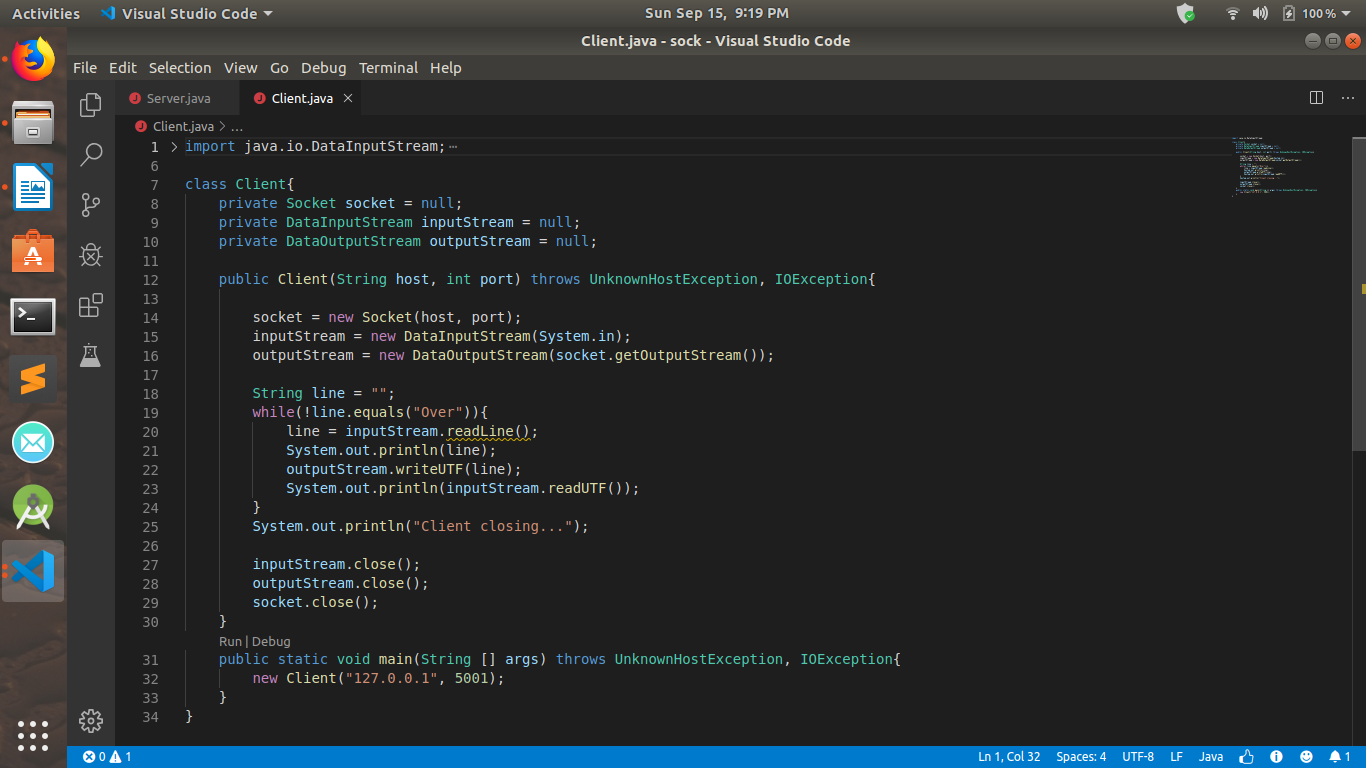 Activities Visual Studio Code Sun Sep 15, 9:19 PM 100 %
Client.java - sock - Visual Studio Code
File Edit Selection View Go Debug Terminal Help
Server.java Client.java
Client.java > ...
1 import java.io.DataInputStream;
6
7 class Client{
8 private Socket socket = null;
9 private DataInputStream inputStream = null;
10 private DataOutputStream outputStream = null;
11
12 public Client(String host, int port) throws UnknownHostException, IOException{
13
14 socket = new Socket(host, port);
15 inputStream = new DataInputStream(System.in);
16 outputStream = new DataOutputStream(socket.getOutputStream());
17
18 String line = "";
19 while(!line.equals("Over")){
20 line = inputStream.readLine();
21 System.out.println(line);
22 outputStream.writeUTF(line);
23 System.out.println(inputStream.readUTF());
24 }
25 System.out.println("Client closing...");
26
27 inputStream.close();
28 outputStream.close();
29 socket.close();
30 }
Run | Debug
31 public static void main(String [] args) throws UnknownHostException, IOException{
32 new Client("127.0.0.1", 5001);
33 }
34 }
0 1 Ln 1, Col 32 Spaces: 4 UTF-8 LF Java 1